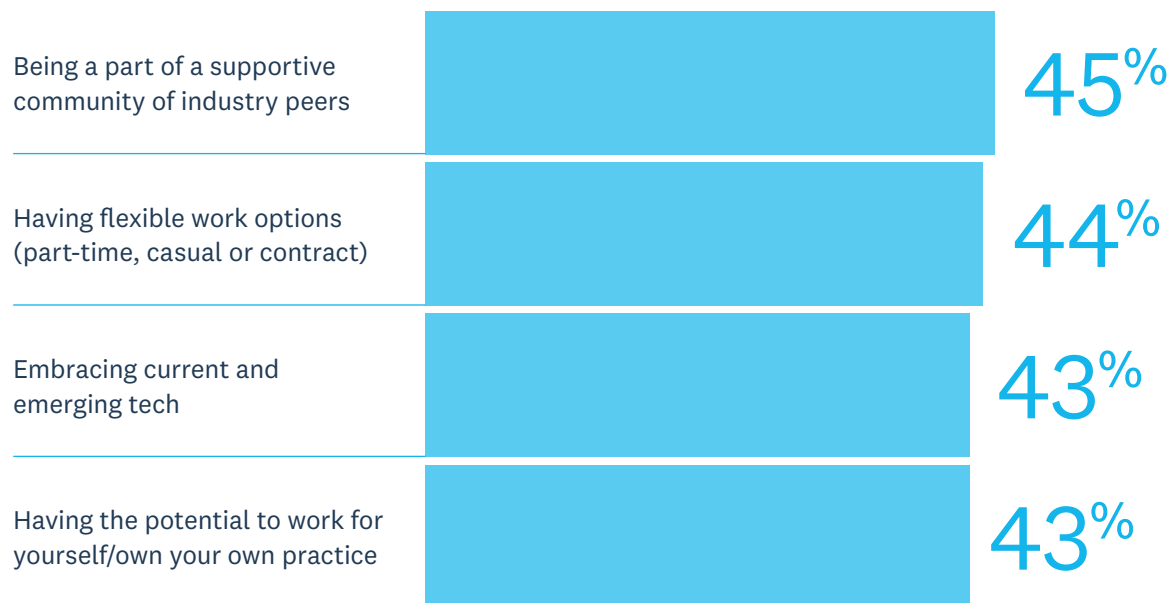 Being a part of a supportive
community of industry peers
45%
Having flexible work options
(part-time, casual or contract)
44%
Embracing current and
emerging tech
43%
Having the potential to work for
yourself/own your own practice
43%